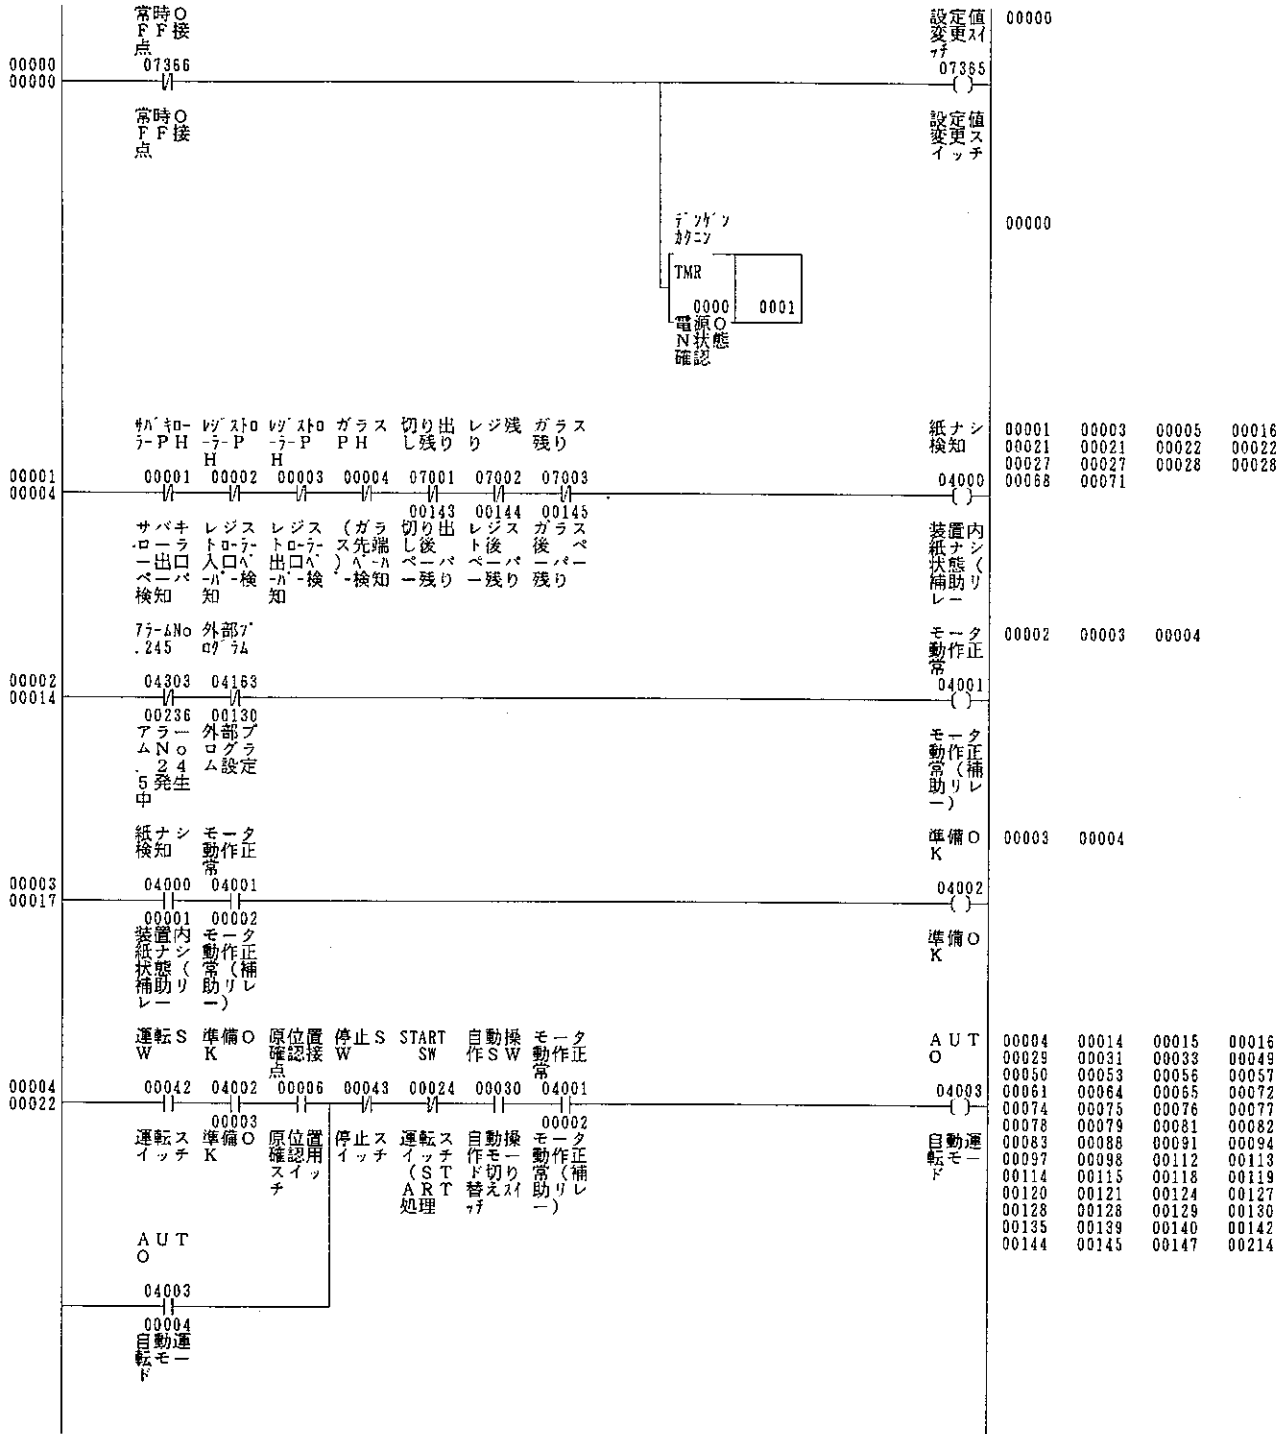 常時O
FF接
点
07366
設定値
変更スイ
ッチ
07365
00000
00000
00000
常時O
FF接
点
設定値
変更ス
イッチ
デンゲン
カクニン
00000
TMR
0000 0001
電源O
N状態
確認
サバキロー レジストロ レジストロ ガラス 切り出 レジ残 ガラス
ラーPH ーラーP ーラーP PH し残り り 残り
H H
紙ナシ
検知
00001 00003 00005 00016
00021 00021 00022 00022
00027 00027 00028 00028
00068 00071
00001
00004
00001 00002 00003 00004 07001 07002 07003
04000
00143 00144 00145
サバキ レジス レジス (ガラ 切り出 レジス ガラス
ローラ トローラー トローラー ス先端 し後 ト後 後 ペ
ー出口 入口ペ 出口ペ )ペーパ ペーパ ペーパ ーパー
ペーパ ーパー検 ーパー検 ー検知 ー残り ー残り 残り
検知 知 知
装置内
紙ナシ
状態(
補助リ
レー
アラームNo 外部プ
.245 ログラム
モータ
動作正
常
00002 00003 00004
00002
00014
04303 04163
04001
00236 00130
アラー 外部プ
ムNo ログラ
.24 ム設定
5発生
中
モータ
動作正
常(補
助リレ
ー)
紙ナシ モータ
検知 動作正
常
準備O
K
00003 00004
00003
00017
04000 04001
04002
00001 00002
装置内 モータ
紙ナシ 動作正
状態( 常(補
補助リ 助リレ
レー ー)
準備O
K
運転S 準備O 原位置 停止S START 自動操 モータ
W K 確認接 W SW 作SW 動作正
点 常
AUT
O
00004
00022
00042 04002 00006 00043 00024 00030 04001
04003
00003 00002
運転ス 準備O 原位置 停止ス 運転ス 自動操 モータ
イッチ K 確認用 イッチ イッチ 作モー 動作正
スイッ (ST ド切り 常(補
チ ART 替えスイ 助リレ
処理 ッチ ー)
自動運
転モー
ド
00004 00014 00015 00016
00029 00031 00033 00049
00050 00053 00056 00057
00061 00064 00065 00072
00074 00075 00076 00077
00078 00079 00081 00082
00083 00088 00091 00094
00097 00098 00112 00113
00114 00115 00118 00119
00120 00121 00124 00127
00128 00128 00129 00130
00135 00139 00140 00142
00144 00145 00147 00214
AUT
O
04003
00004
自動運
転モー
ド